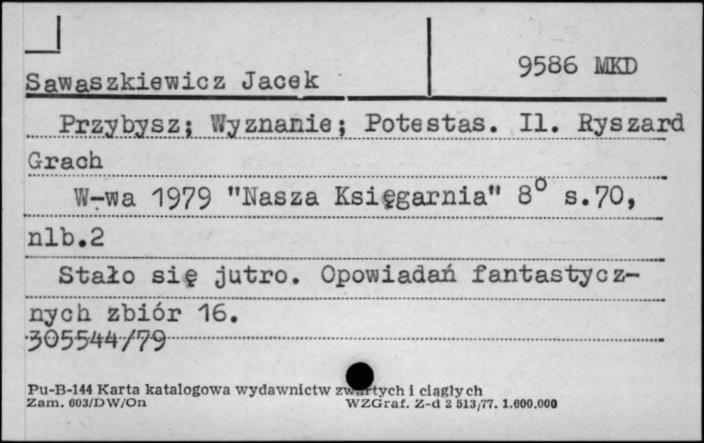 9586 MKD
Sawaszkiewicz Jacek
Przybysz; Wyznanie; Potestas. Il. Ryszard
Grach
W-wa 1979 "Nasza Księgarnia" 8° s.70,
nlb.2
Stało się jutro. Opowiadań fantastycz-
nych zbiór 16.
305544/79
Pu-B-144 Karta katalogowa wydawnictw zwartych i ciągłych
Zam. 603/DW/On WZGraf. Z-d 2 513/77. 1.600.000